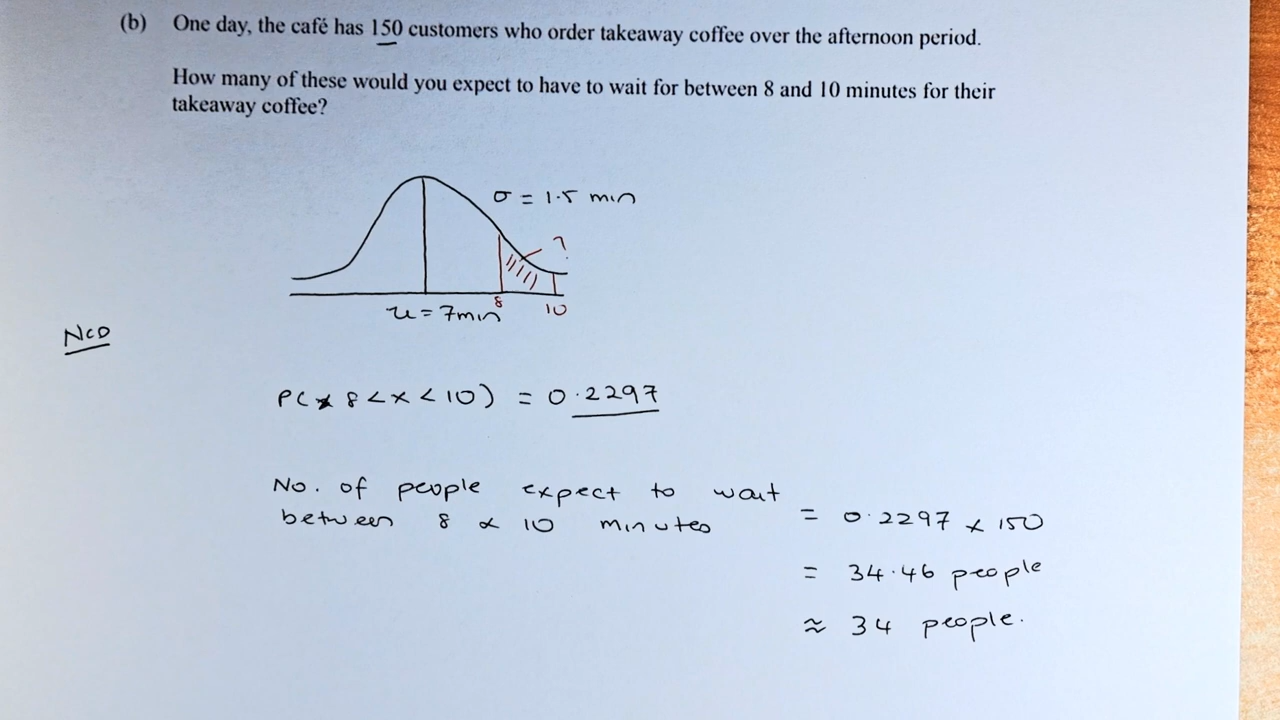 (b) One day, the café has 150 customers who order takeaway coffee over the afternoon period.
How many of these would you expect to have to wait for between 8 and 10 minutes for their
takeaway coffee?
σ = 1.5 min
?
8
10
μ = 7min
NCD
P( 8 < x < 10) = 0.2297
No. of people expect to wait
between 8 & 10 minutes
= 0.2297 × 150
= 34.46 people
≈ 34 people.